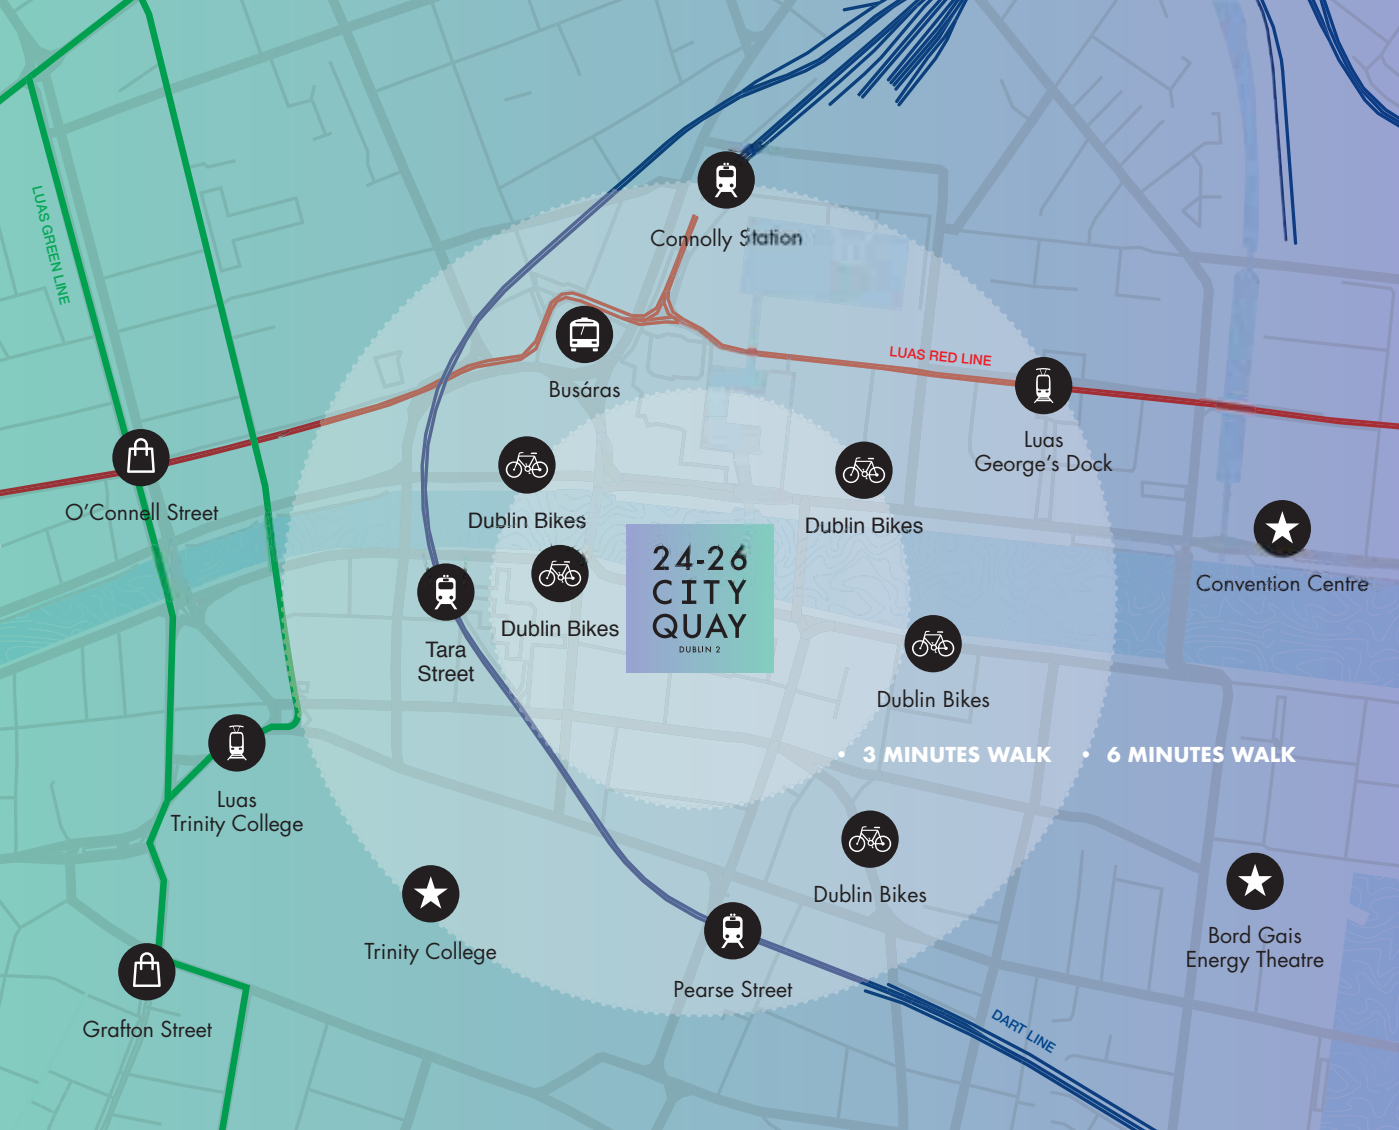 LUAS GREEN LINE
Connolly Station
LUAS RED LINE
Busáras
Luas
George's Dock
O'Connell Street
Dublin Bikes
Dublin Bikes
24-26
CITY
QUAY
DUBLIN 2
Convention Centre
Dublin Bikes
Tara
Street
Dublin Bikes
• 3 MINUTES WALK • 6 MINUTES WALK
Luas
Trinity College
Dublin Bikes
Trinity College
Bord Gais
Energy Theatre
Pearse Street
Grafton Street
DART LINE